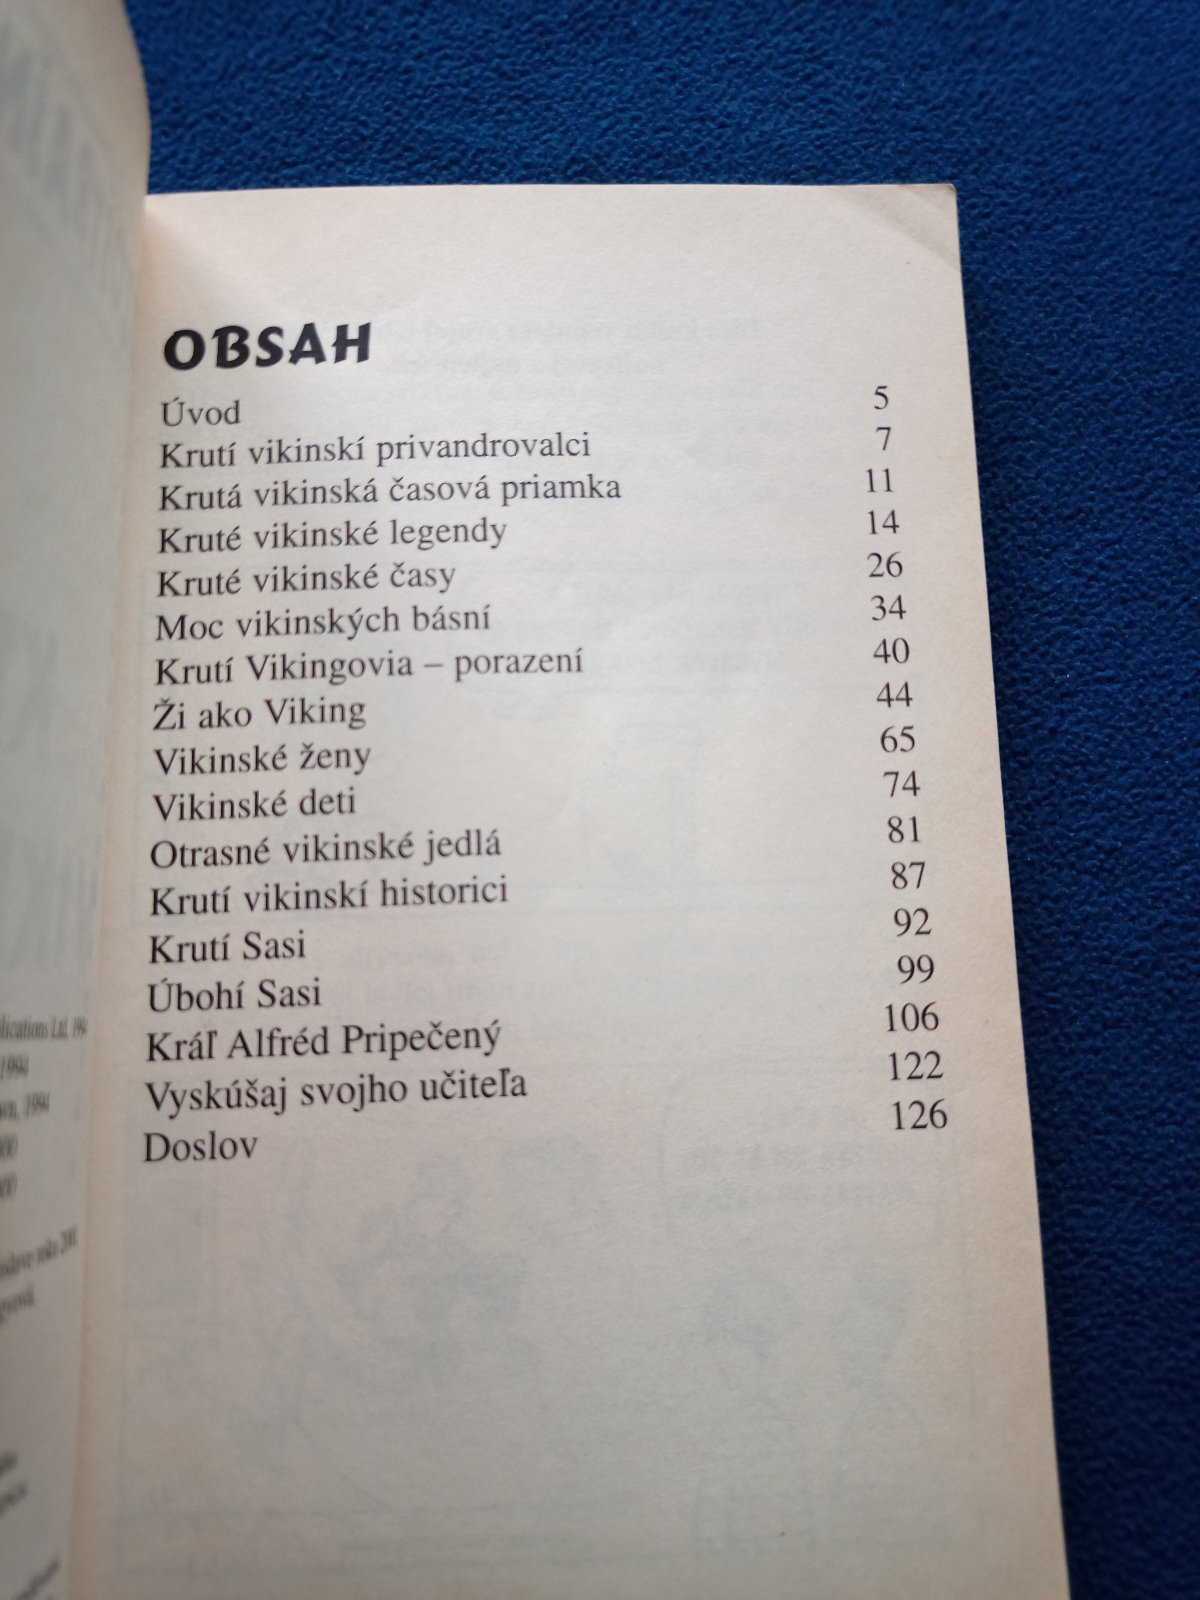 OBSAH
Úvod 5
Krutí vikinskí privandrovalci 7
Krutá vikinská časová priamka 11
Kruté vikinské legendy 14
Kruté vikinské časy 26
Moc vikinských básní 34
Krutí Vikingovia – porazení 40
Ži ako Viking 44
Vikinské ženy 65
Vikinské deti 74
Otrasné vikinské jedlá 81
Krutí vikinskí historici 87
Krutí Sasi 92
Úbohí Sasi 99
Kráľ Alfréd Pripečený 106
Vyskúšaj svojho učiteľa 122
Doslov 126
Ltd,
1994
1994